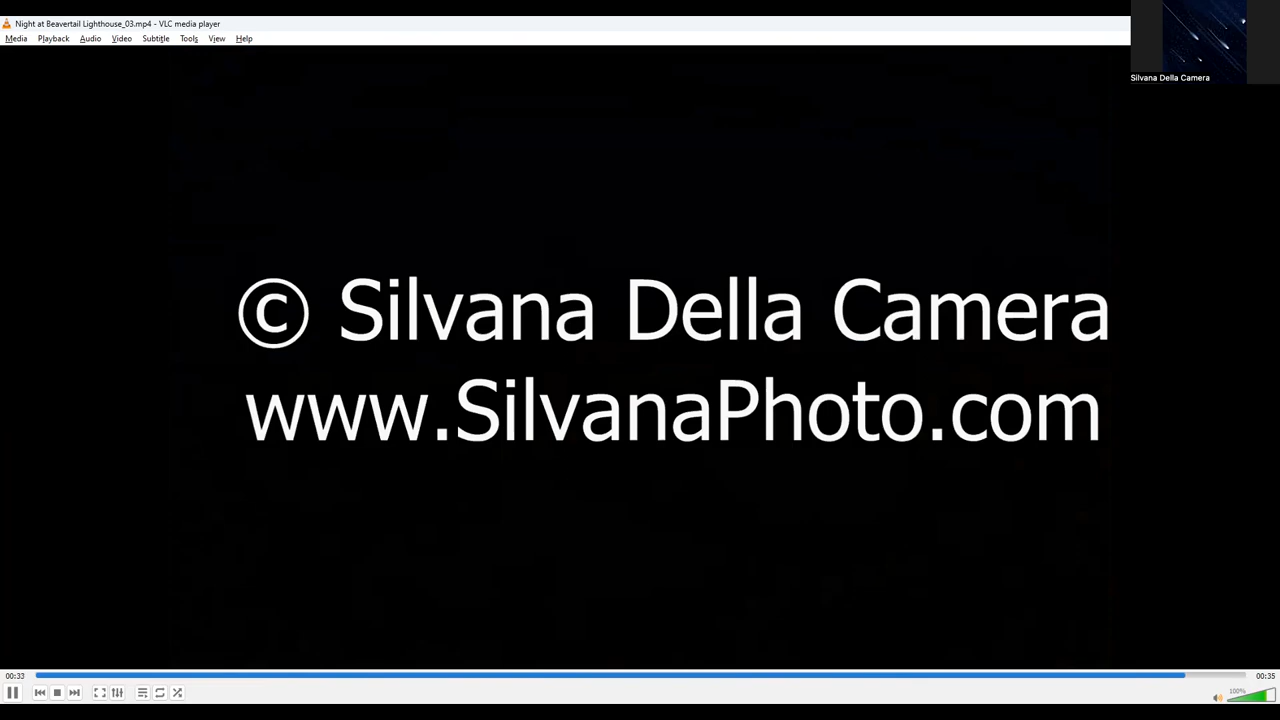 Night at Beavertail Lighthouse_03.mp4 - VLC media player
Media Playback Audio Video Subtitle Tools View Help
Silvana Della Camera
© Silvana Della Camera
www.SilvanaPhoto.com
00:33
00:35
100%